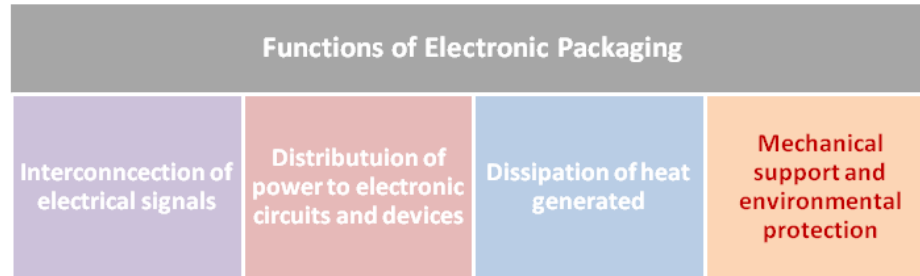 Functions of Electronic Packaging
Interconncection of
electrical signals
Distributuion of
power to electronic
circuits and devices
Dissipation of heat
generated
Mechanical
support and
environmental
protection